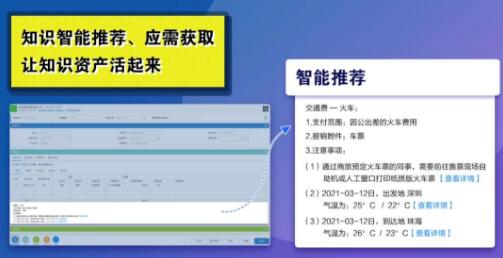 知识智能推荐、应需获取
让知识资产活起来
智能推荐
交通费 — 火车：
1.支付范围：因公出差的火车费用
2.报销附件：车票
3.注意事项：
（1）通过商旅预定火车票的同事，需要前往售票现场自
助机或人工窗口打印纸质版火车票【查看详情】
（2）2021-03-12日，出发地 深圳
气温为：25° C / 22° C【查看详情】
（3）2021-03-12日，到达地 珠海
气温为：26° C / 23° C【查看详情】